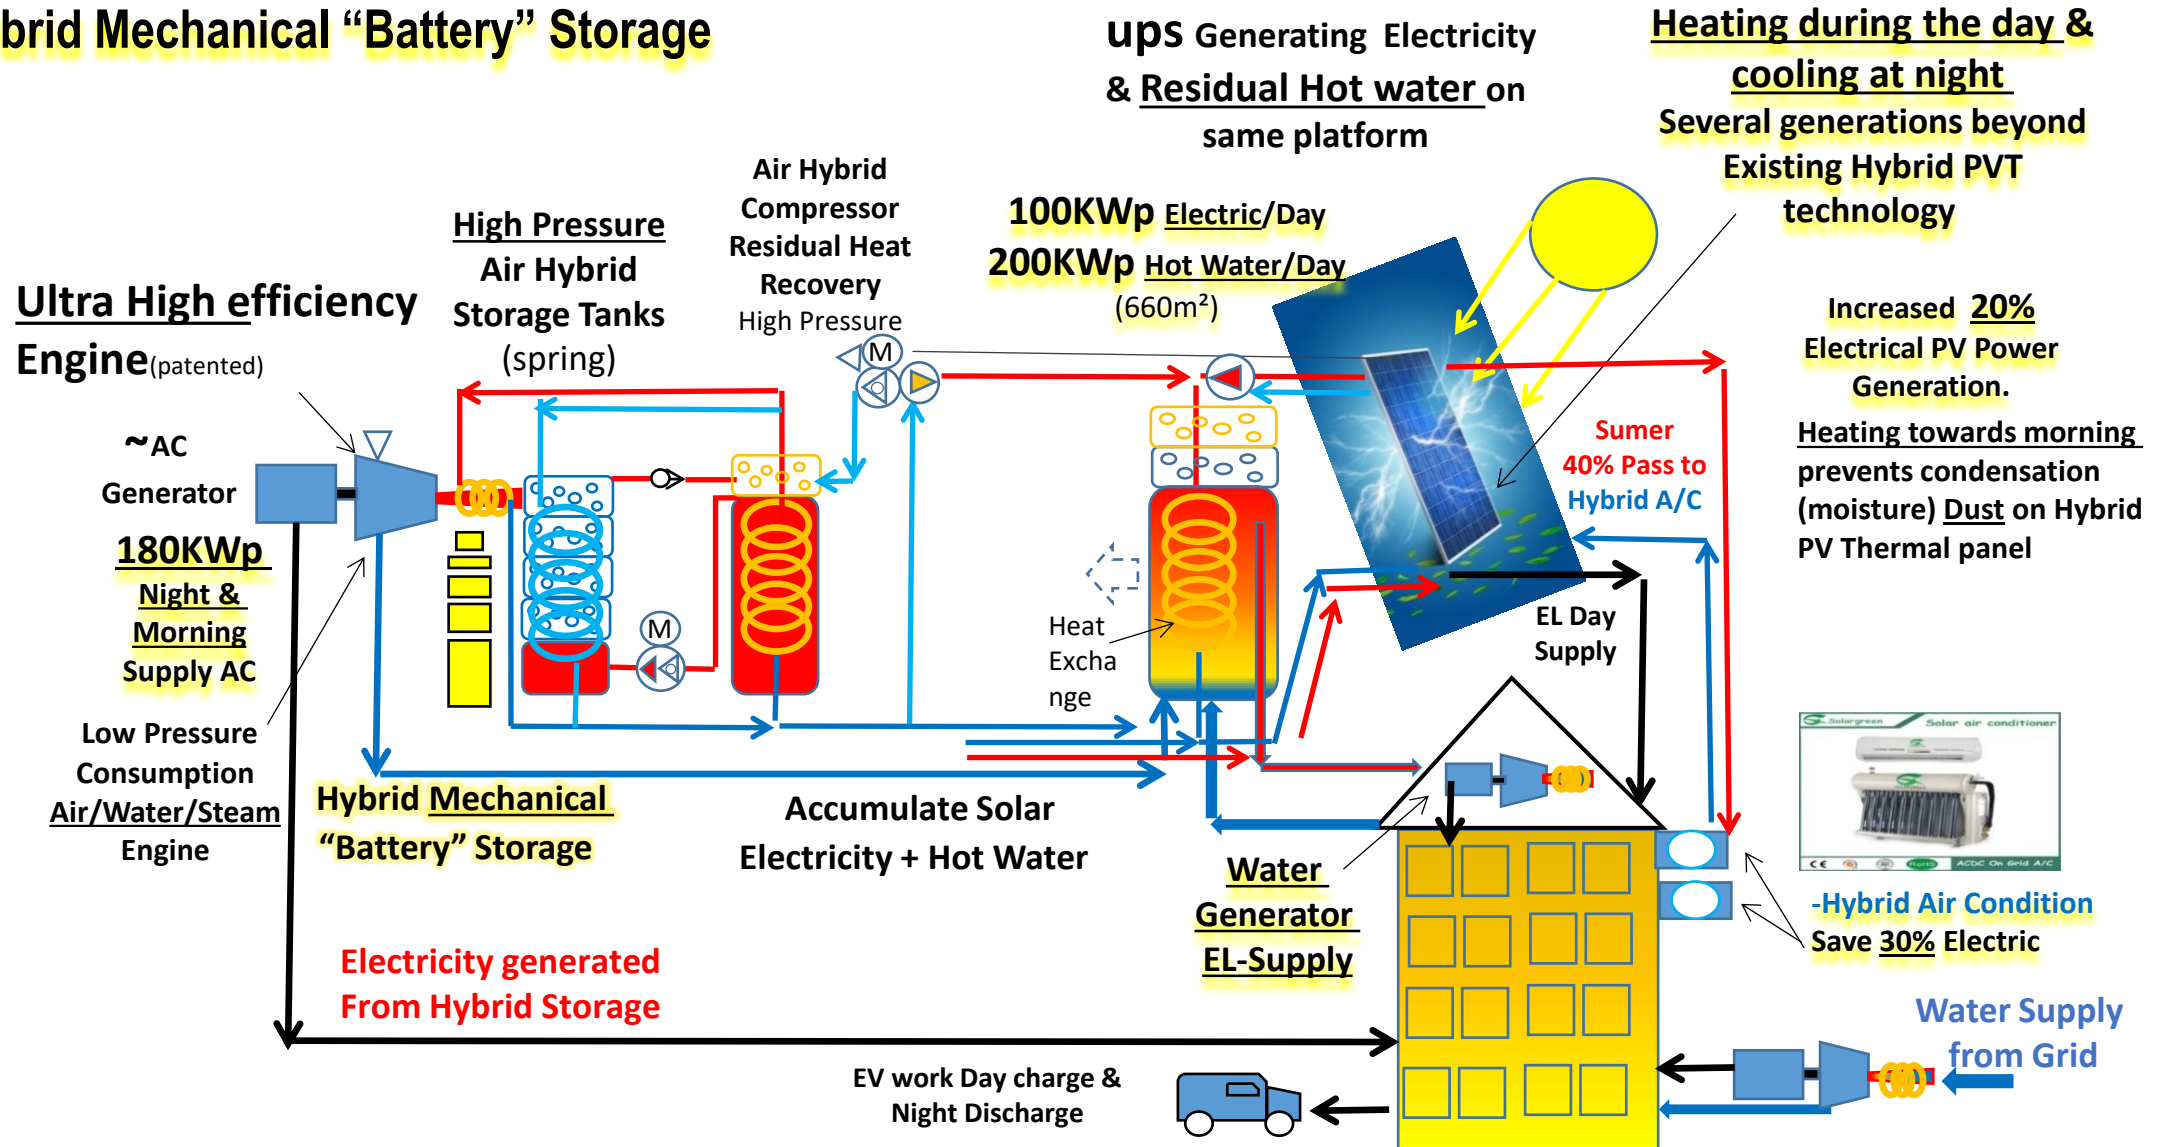 brid Mechanical “Battery” Storage
ups Generating Electricity
& Residual Hot water on
same platform
Heating during the day &
cooling at night
Several generations beyond
Existing Hybrid PVT
technology
Air Hybrid
Compressor
Residual Heat
Recovery
High Pressure
High Pressure
Air Hybrid
Storage Tanks
(spring)
100KWp Electric/Day
200KWp Hot Water/Day
(660m²)
Ultra High efficiency
Engine(patented)
Increased 20%
Electrical PV Power
Generation.
Heating towards morning
prevents condensation
(moisture) Dust on Hybrid
PV Thermal panel
M
~AC
Generator
Sumer
40% Pass to
Hybrid A/C
180KWp
Night &
Morning
Supply AC
M
Heat
Excha
nge
EL Day
Supply
Low Pressure
Consumption
Air/Water/Steam
Engine
Hybrid Mechanical
“Battery” Storage
Accumulate Solar
Electricity + Hot Water
Solargreen
Solar air conditioner
CE
RoHS
ACDC On Grid A/C
Water
Generator
EL-Supply
-Hybrid Air Condition
Save 30% Electric
Electricity generated
From Hybrid Storage
Water Supply
from Grid
EV work Day charge &
Night Discharge